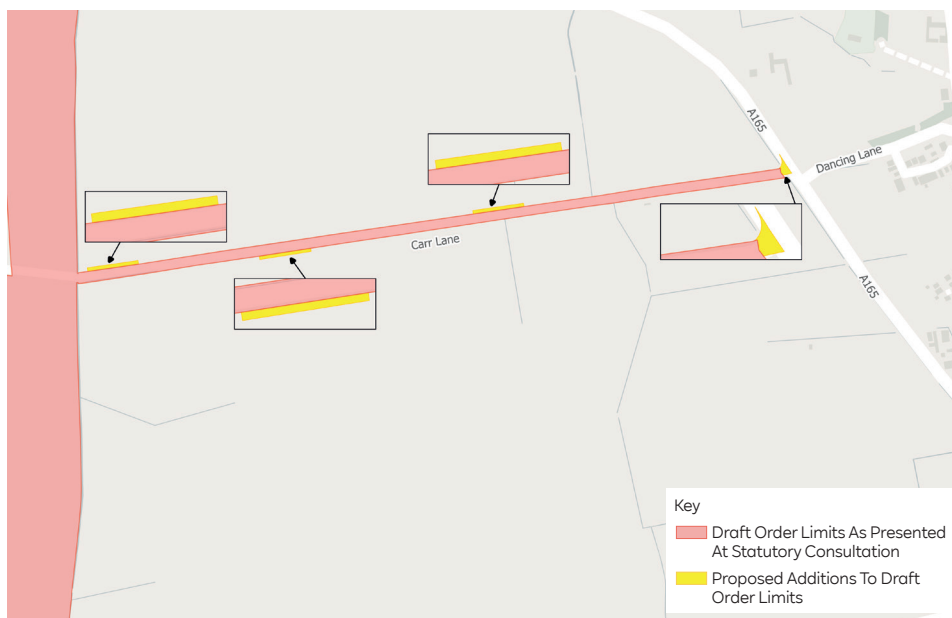 A165
Dancing Lane
Carr Lane
A165
Key
Draft Order Limits As Presented
At Statutory Consultation
Proposed Additions To Draft
Order Limits